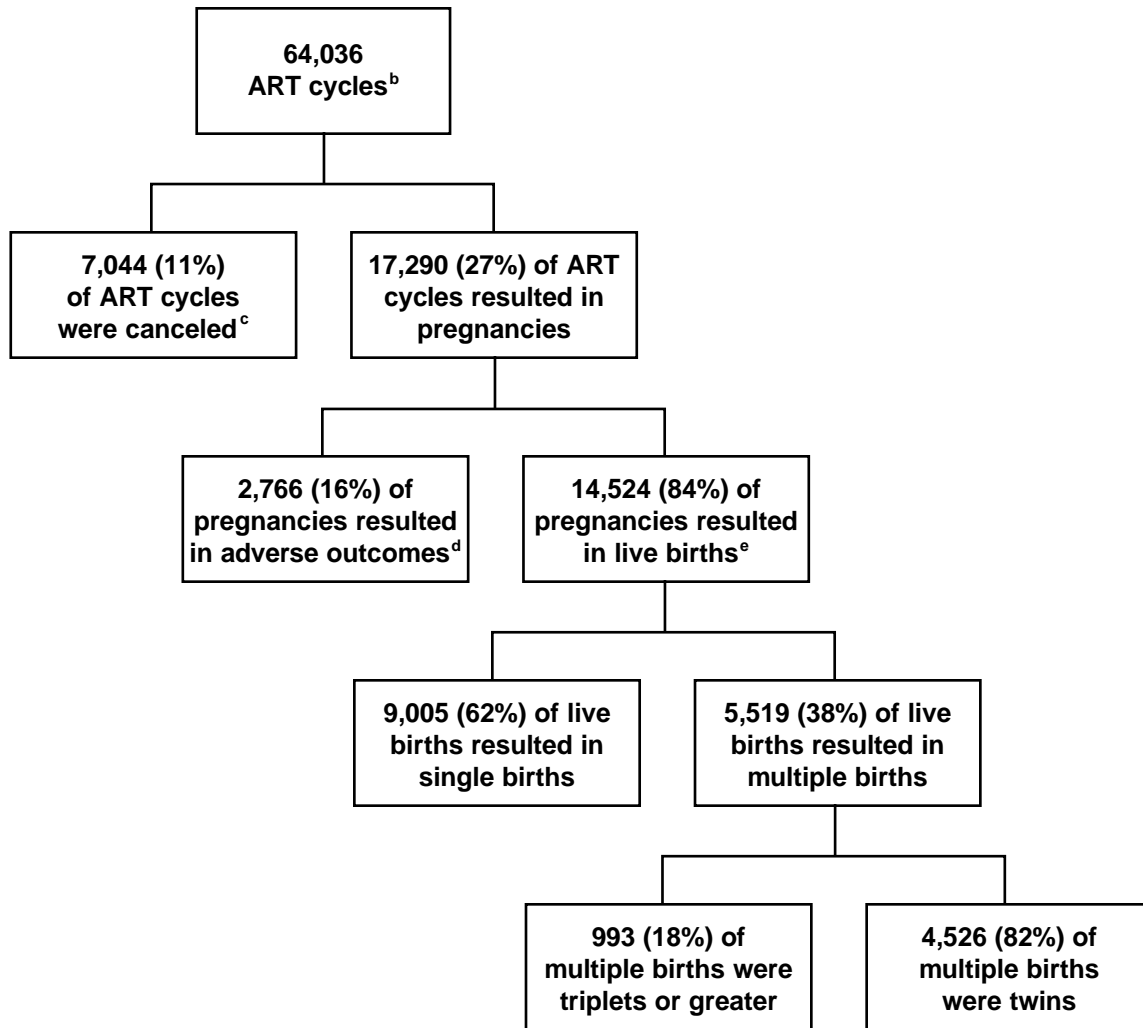 64,036
ART cycles b
7,044 (11%)
of ART cycles
were canceled c
17,290 (27%) of ART
cycles resulted in
pregnancies
2,766 (16%) of
pregnancies resulted
in adverse outcomes d
14,524 (84%) of
pregnancies resulted
in live births e
9,005 (62%) of live
births resulted in
single births
5,519 (38%) of live
births resulted in
multiple births
993 (18%) of
multiple births were
triplets or greater
4,526 (82%) of
multiple births
were twins